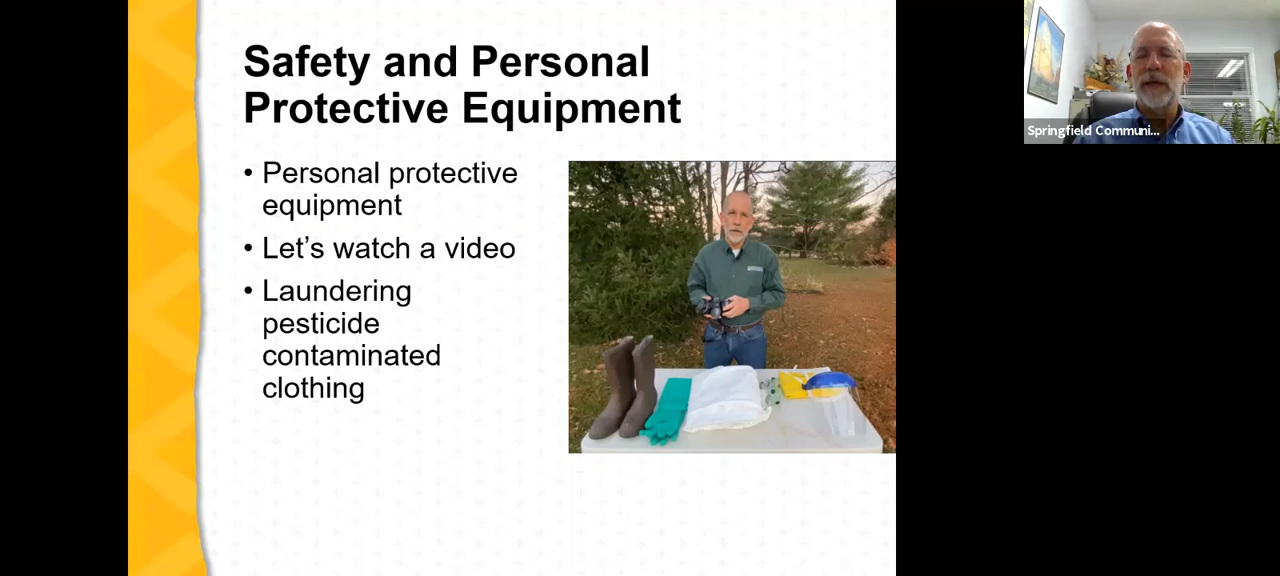 Safety and Personal
Protective Equipment
• Personal protective
equipment
• Let’s watch a video
• Laundering
pesticide
contaminated
clothing
Springfield Communi...